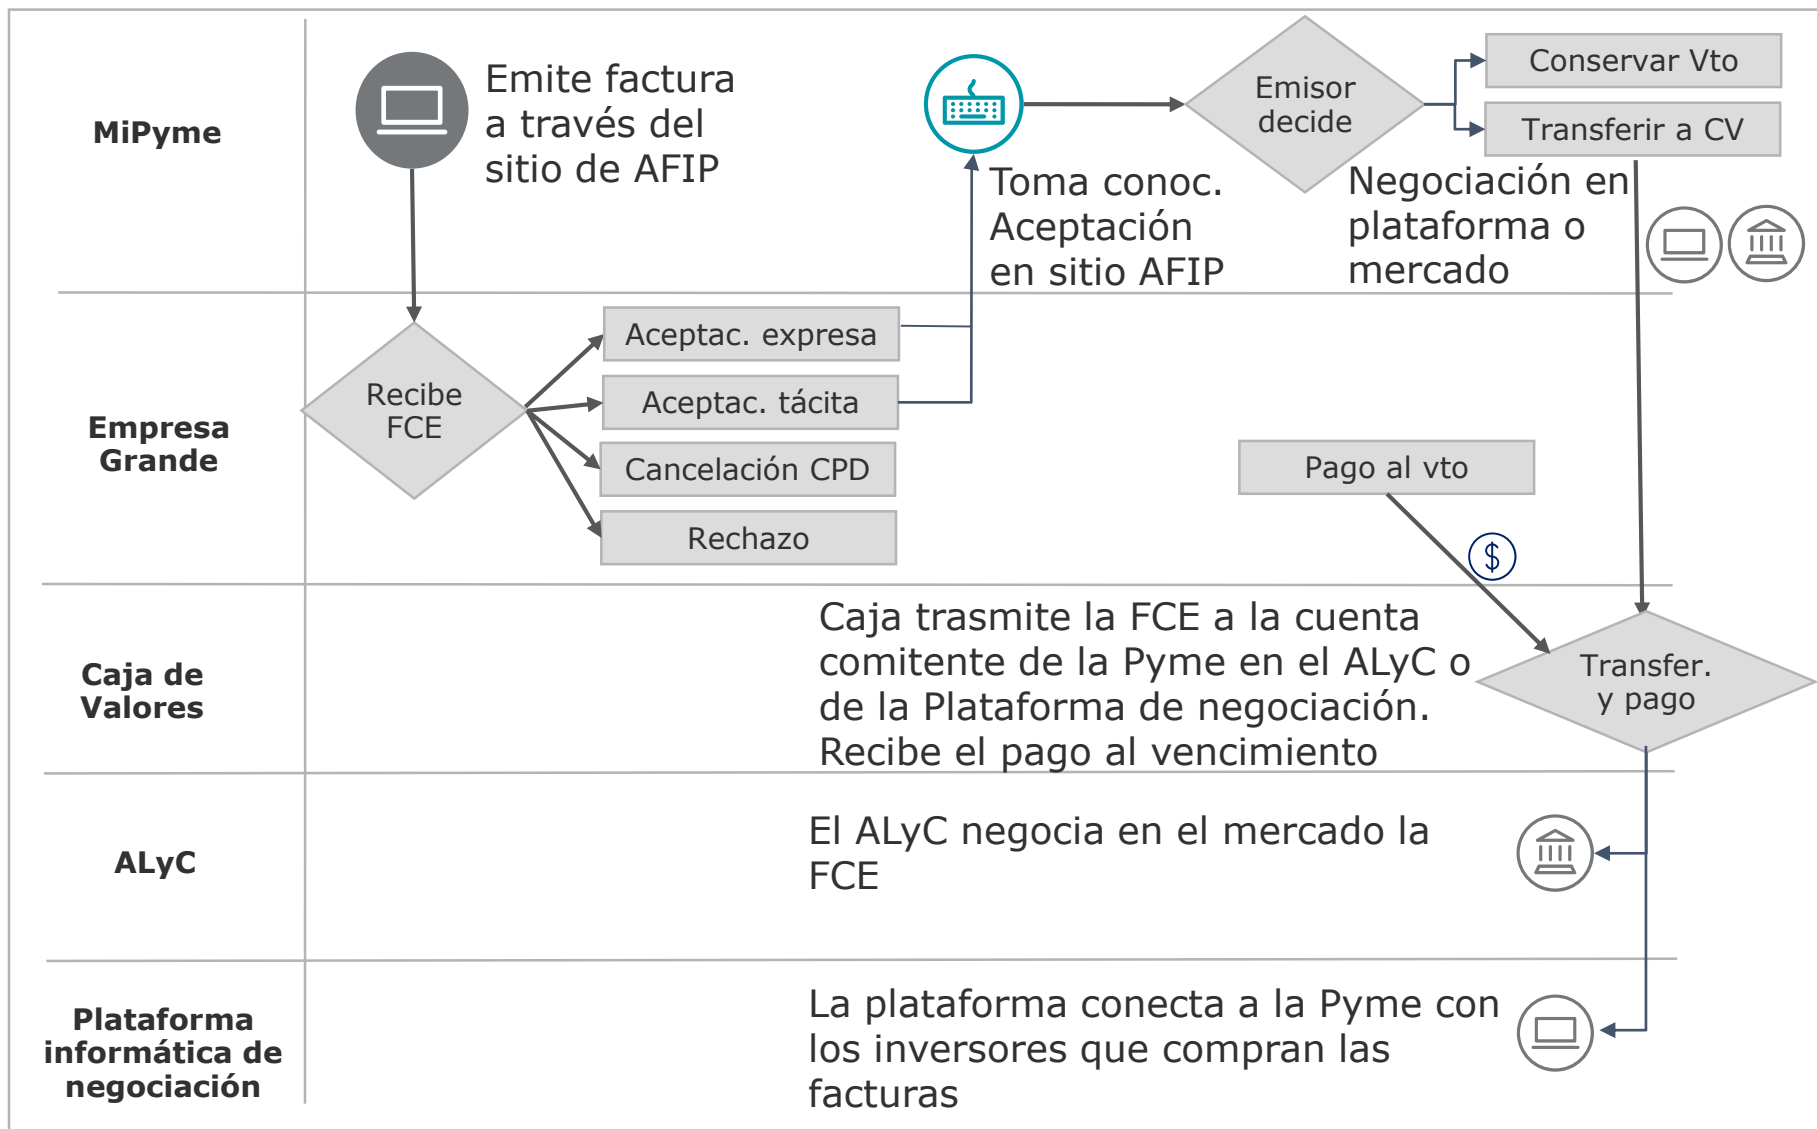 MiPyme
Emite factura
a través del
sitio de AFIP
Toma conoc.
Aceptación
en sitio AFIP
Emisor
decide
Conservar Vto
Transferir a CV
Negociación en
plataforma o
mercado
Empresa
Grande
Recibe
FCE
Aceptac. expresa
Aceptac. tácita
Cancelación CPD
Rechazo
Pago al vto
$
Caja de
Valores
Caja trasmite la FCE a la cuenta
comitente de la Pyme en el ALyC o
de la Plataforma de negociación.
Recibe el pago al vencimiento
Transfer.
y pago
ALyC
El ALyC negocia en el mercado la
FCE
Plataforma
informática de
negociación
La plataforma conecta a la Pyme con
los inversores que compran las
facturas